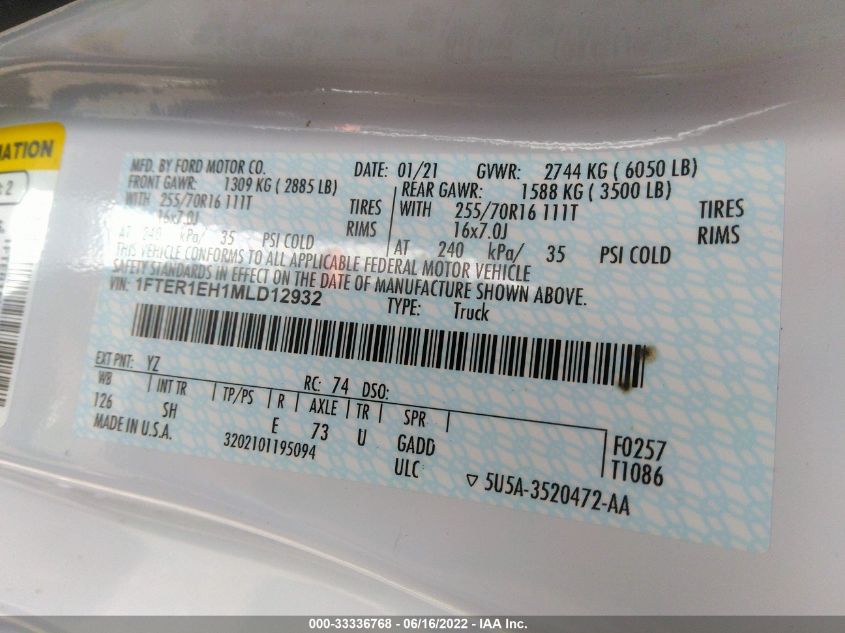 MATION
2
MFD. BY FORD MOTOR CO. DATE: 01/21 GVWR: 2744 KG ( 6050 LB)
FRONT GAWR: 1309 KG ( 2885 LB) REAR GAWR: 1588 KG ( 3500 LB)
WITH 255/70R16 111T TIRES WITH 255/70R16 111T TIRES
16x7.0J RIMS 16x7.0J RIMS
AT 240 kPa/ 35 PSI COLD AT 240 kPa/ 35 PSI COLD
THIS VEHICLE CONFORMS TO ALL APPLICABLE FEDERAL MOTOR VEHICLE
SAFETY STANDARDS IN EFFECT ON THE DATE OF MANUFACTURE SHOWN ABOVE.
VIN: 1FTER1EH1MLD12932 TYPE: Truck
EXT PNT: YZ RC: 74 DSO:
WB INT TR TP/PS R AXLE TR SPR
126 SH E 73 U GADD F0257
MADE IN U.S.A. 3202101195094 ULC T1086
5U5A-3520472-AA
000-33336768 - 06/16/2022 - IAA Inc.